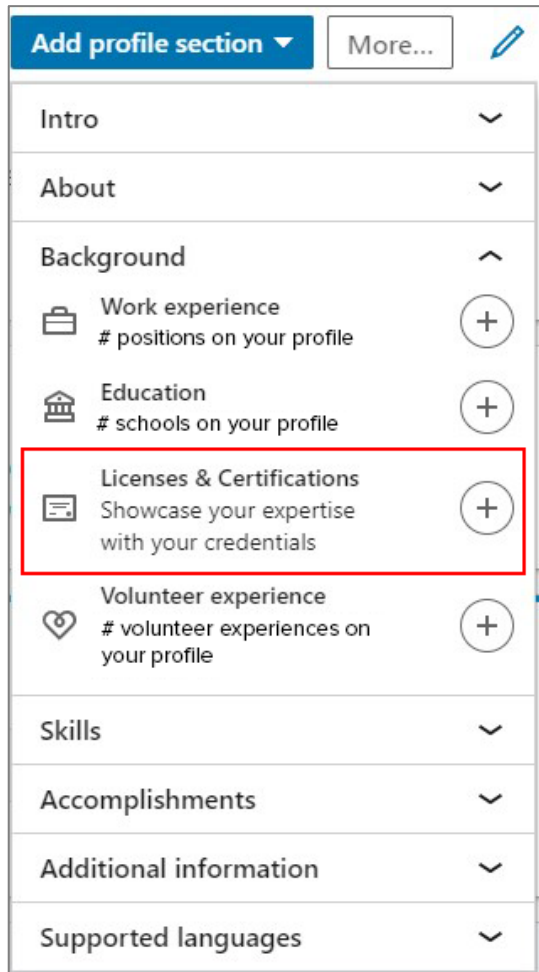 Add profile section
More...
Intro
About
Background
Work experience
# positions on your profile
Education
# schools on your profile
Licenses & Certifications
Showcase your expertise
with your credentials
Volunteer experience
# volunteer experiences on
your profile
Skills
Accomplishments
Additional information
Supported languages